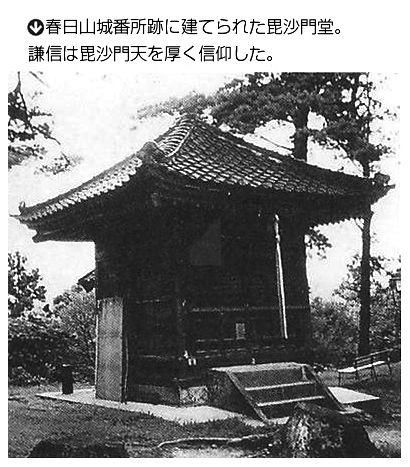 春日山城番所跡に建てられた毘沙門堂。
謙信は毘沙門天を厚く信仰した。